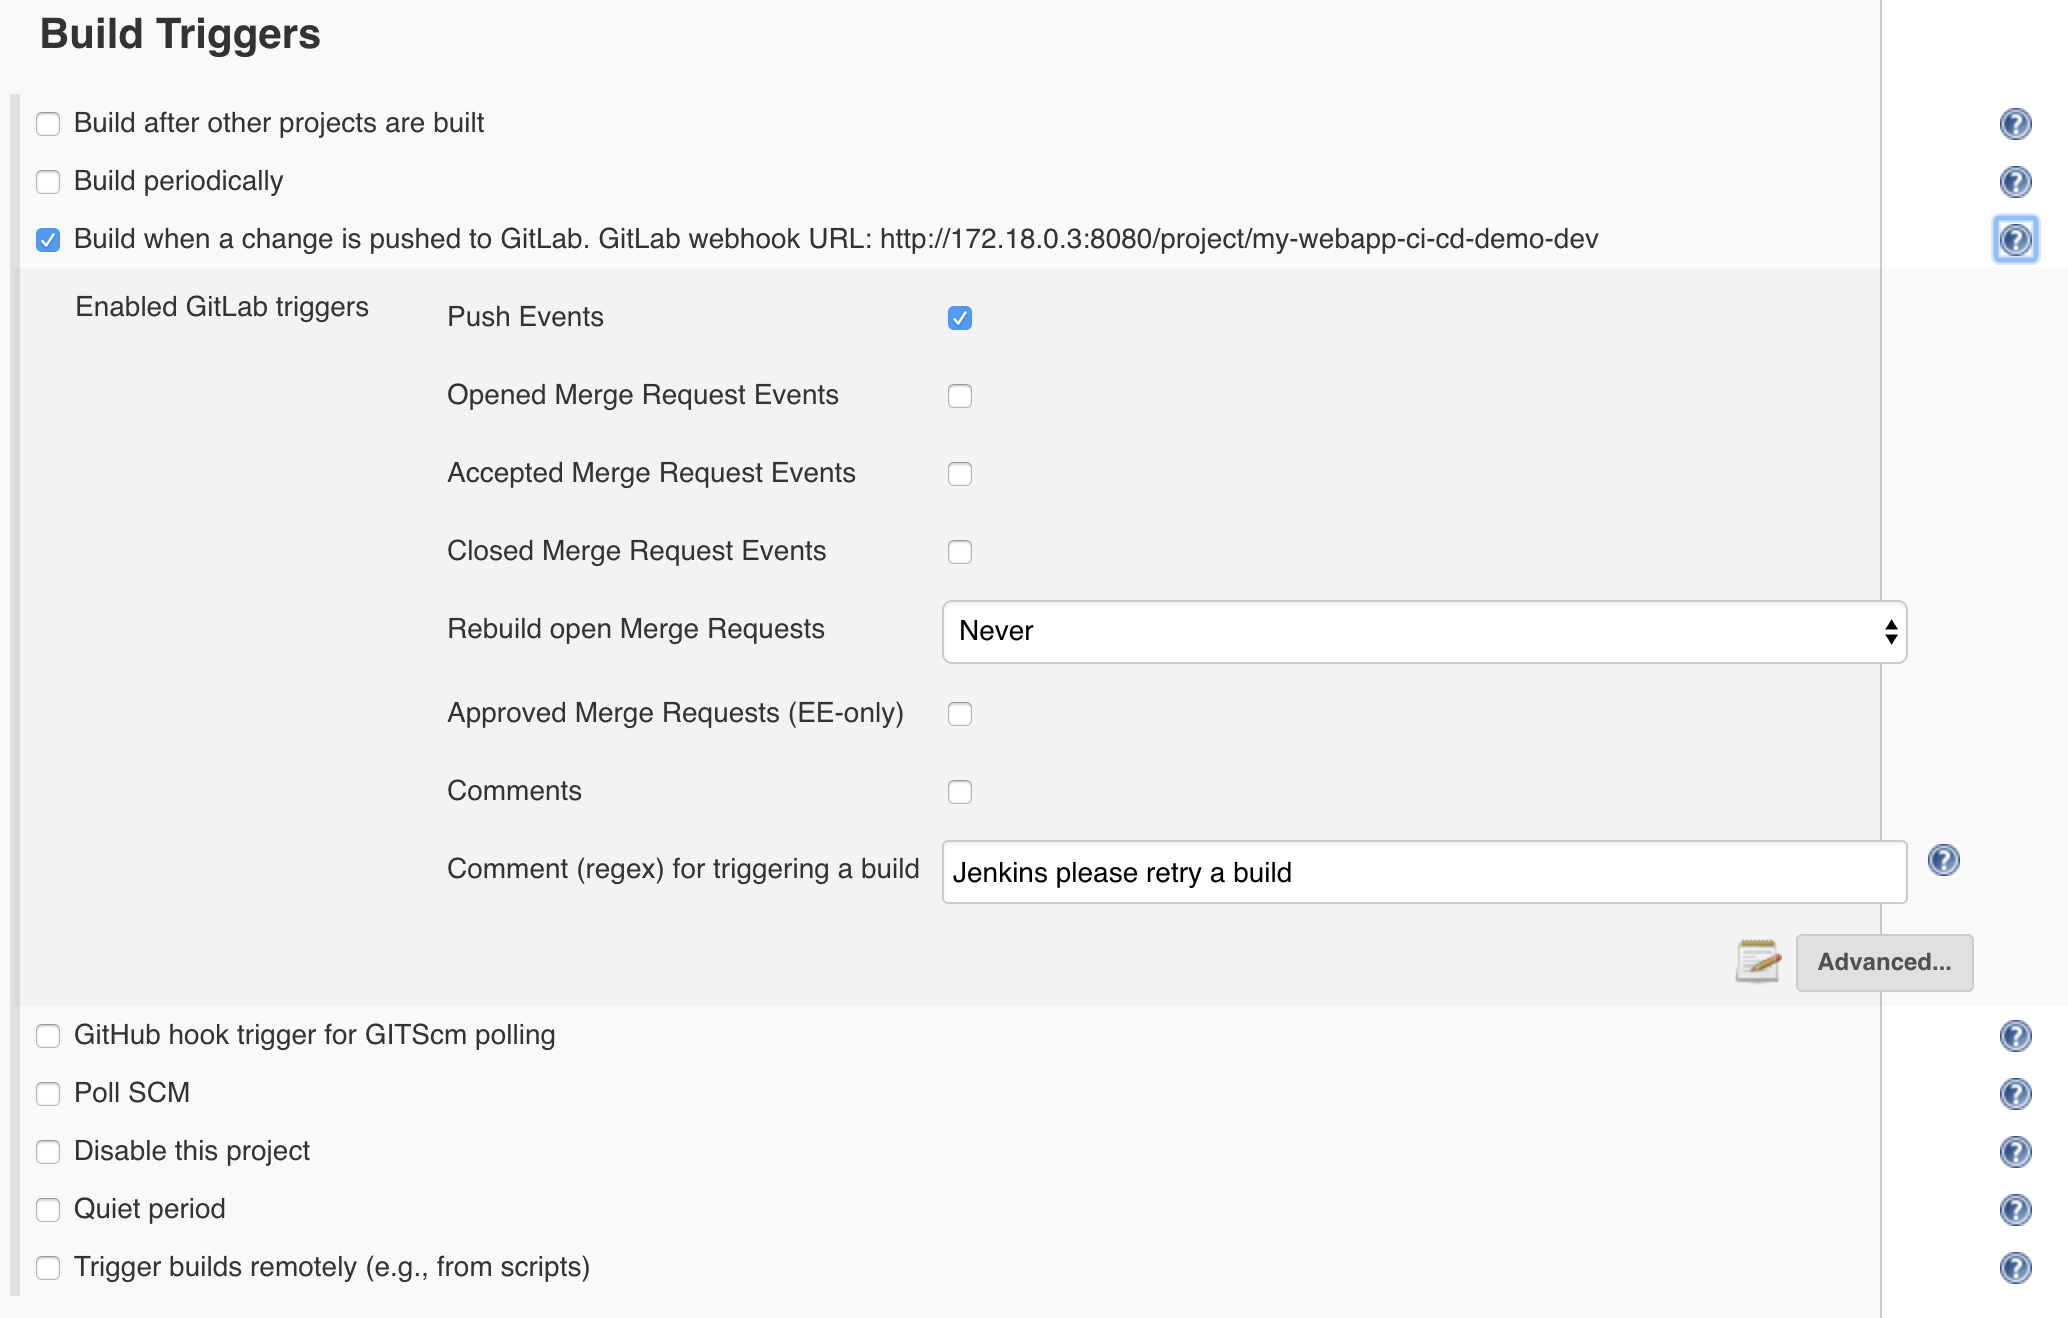 Build Triggers
Build after other projects are built
Build periodically
Build when a change is pushed to GitLab. GitLab webhook URL: http://172.18.0.3:8080/project/my-webapp-ci-cd-demo-dev
Enabled GitLab triggers
Push Events
Opened Merge Request Events
Accepted Merge Request Events
Closed Merge Request Events
Rebuild open Merge Requests
Never
Approved Merge Requests (EE-only)
Comments
Comment (regex) for triggering a build
Jenkins please retry a build
Advanced...
GitHub hook trigger for GITScm polling
Poll SCM
Disable this project
Quiet period
Trigger builds remotely (e.g., from scripts)